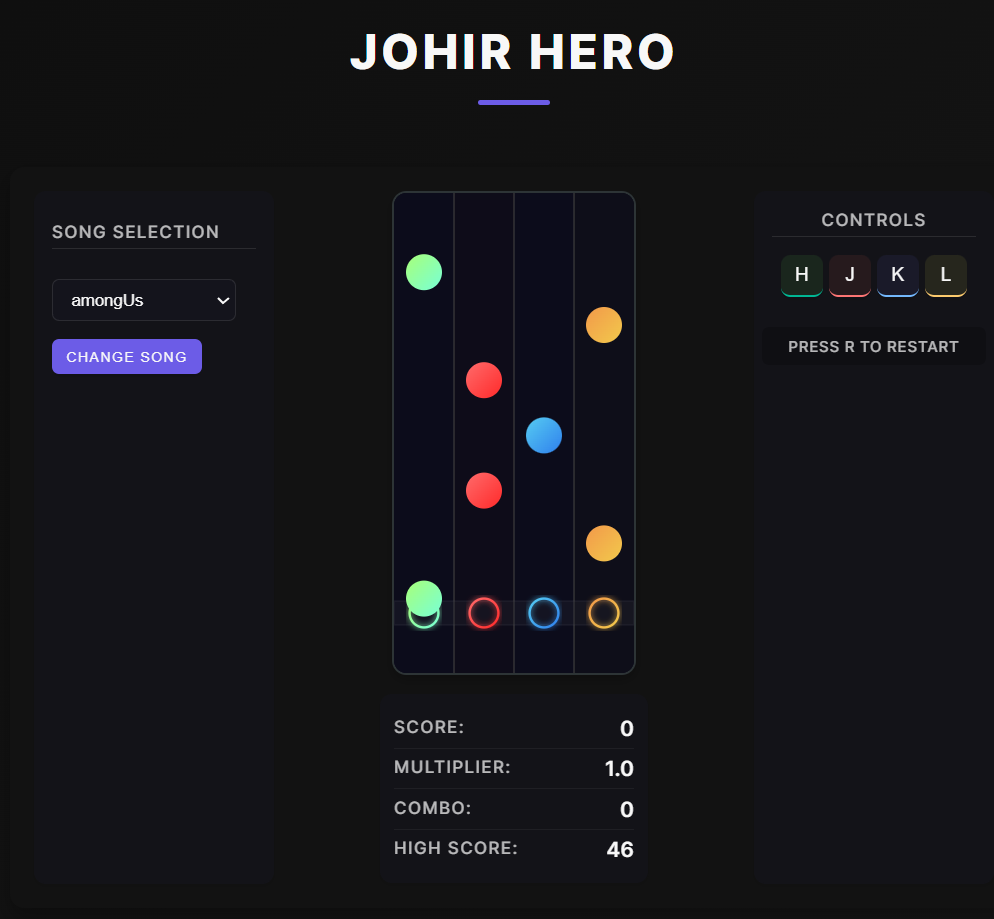 JOHIR HERO
SONG SELECTION
amongUs
CHANGE SONG
CONTROLS
H J K L
PRESS R TO RESTART
SCORE: 0
MULTIPLIER: 1.0
COMBO: 0
HIGH SCORE: 46